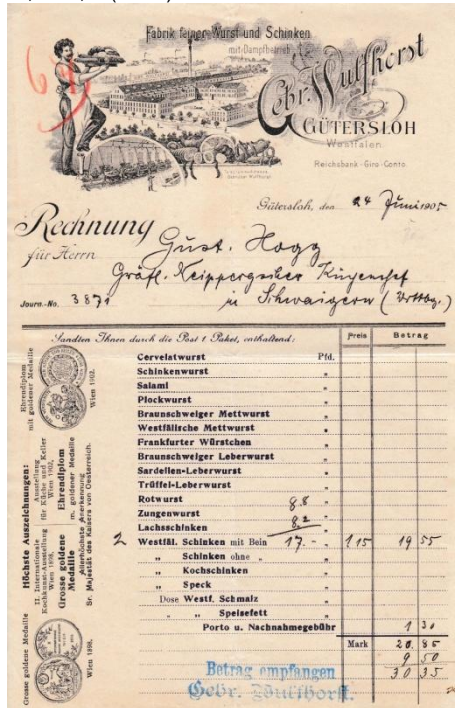 Fabrik feiner Wurst und Schinken
mit Dampfbetrieb
Gebr. Wulfhorst
GÜTERSLOH
Westfalen
Reichsbank-Giro-Conto
Gütersloh, den 24 Juni 1905
Rechnung
für Herrn Gust. Hogg
Gräfl. Neippergscher Küchenchef
Journ.-No. 3871 in Schwaigern (Wttbg.)
Sandten Ihnen durch die Post 1 Paket, enthaltend: Preis Betrag
Cervelatwurst Pfd.
Schinkenwurst "
Salami "
Plockwurst "
Braunschweiger Mettwurst "
Westfälische Mettwurst "
Frankfurter Würstchen "
Braunschweiger Leberwurst "
Sardellen-Leberwurst "
Trüffel-Leberwurst "
Rotwurst 8,8 "
Zungenwurst "
Lachsschinken 8,2 "
2 Westfäl. Schinken mit Bein 17.- " 1 15 19 55
" Schinken ohne " "
" Kochschinken "
" Speck "
Dose Westf. Schmalz "
" " Speisefett "
Porto u. Nachnahmegebühr 1 30
Mark 20.85
9 50
30 35
Betrag empfangen
Gebr. Wulfhorst.
Höchste Auszeichnungen:
II. Internationale
Kochkunst-Ausstellung
Wien 1898,
Grosse goldene
Medaille
Ausstellung
für Küche und Keller
Wien 1902,
Ehrendiplom
m. goldener Medaille
Allerhöchste Anerkennung
Sr. Majestät des Kaisers von Oesterreich.
Ehrendiplom
mit goldener Medaille
Wien 1902.
Grosse goldene Medaille
Wien 1898.